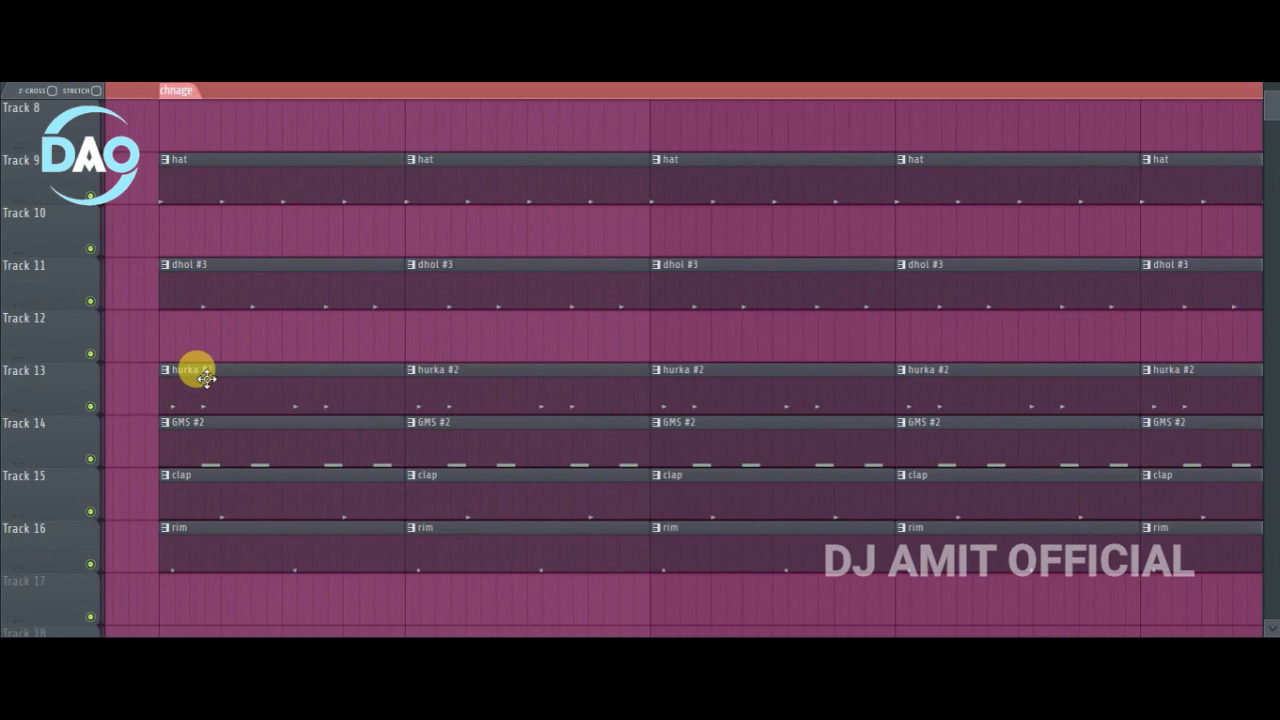 Z-CROSS STRETCH
chnage
Track 8
DAO
Track 9
hat hat hat hat hat
Track 10
Track 11
dhol #3 dhol #3 dhol #3 dhol #3 dhol #3
Track 12
Track 13
hurka hurka #2 hurka #2 hurka #2 hurka #2
Track 14
GMS #2 GMS #2 GMS #2 GMS #2 GMS #2
Track 15
clap clap clap clap clap
Track 16
rim rim rim rim rim
DJ AMIT OFFICIAL
Track 17
Track 18